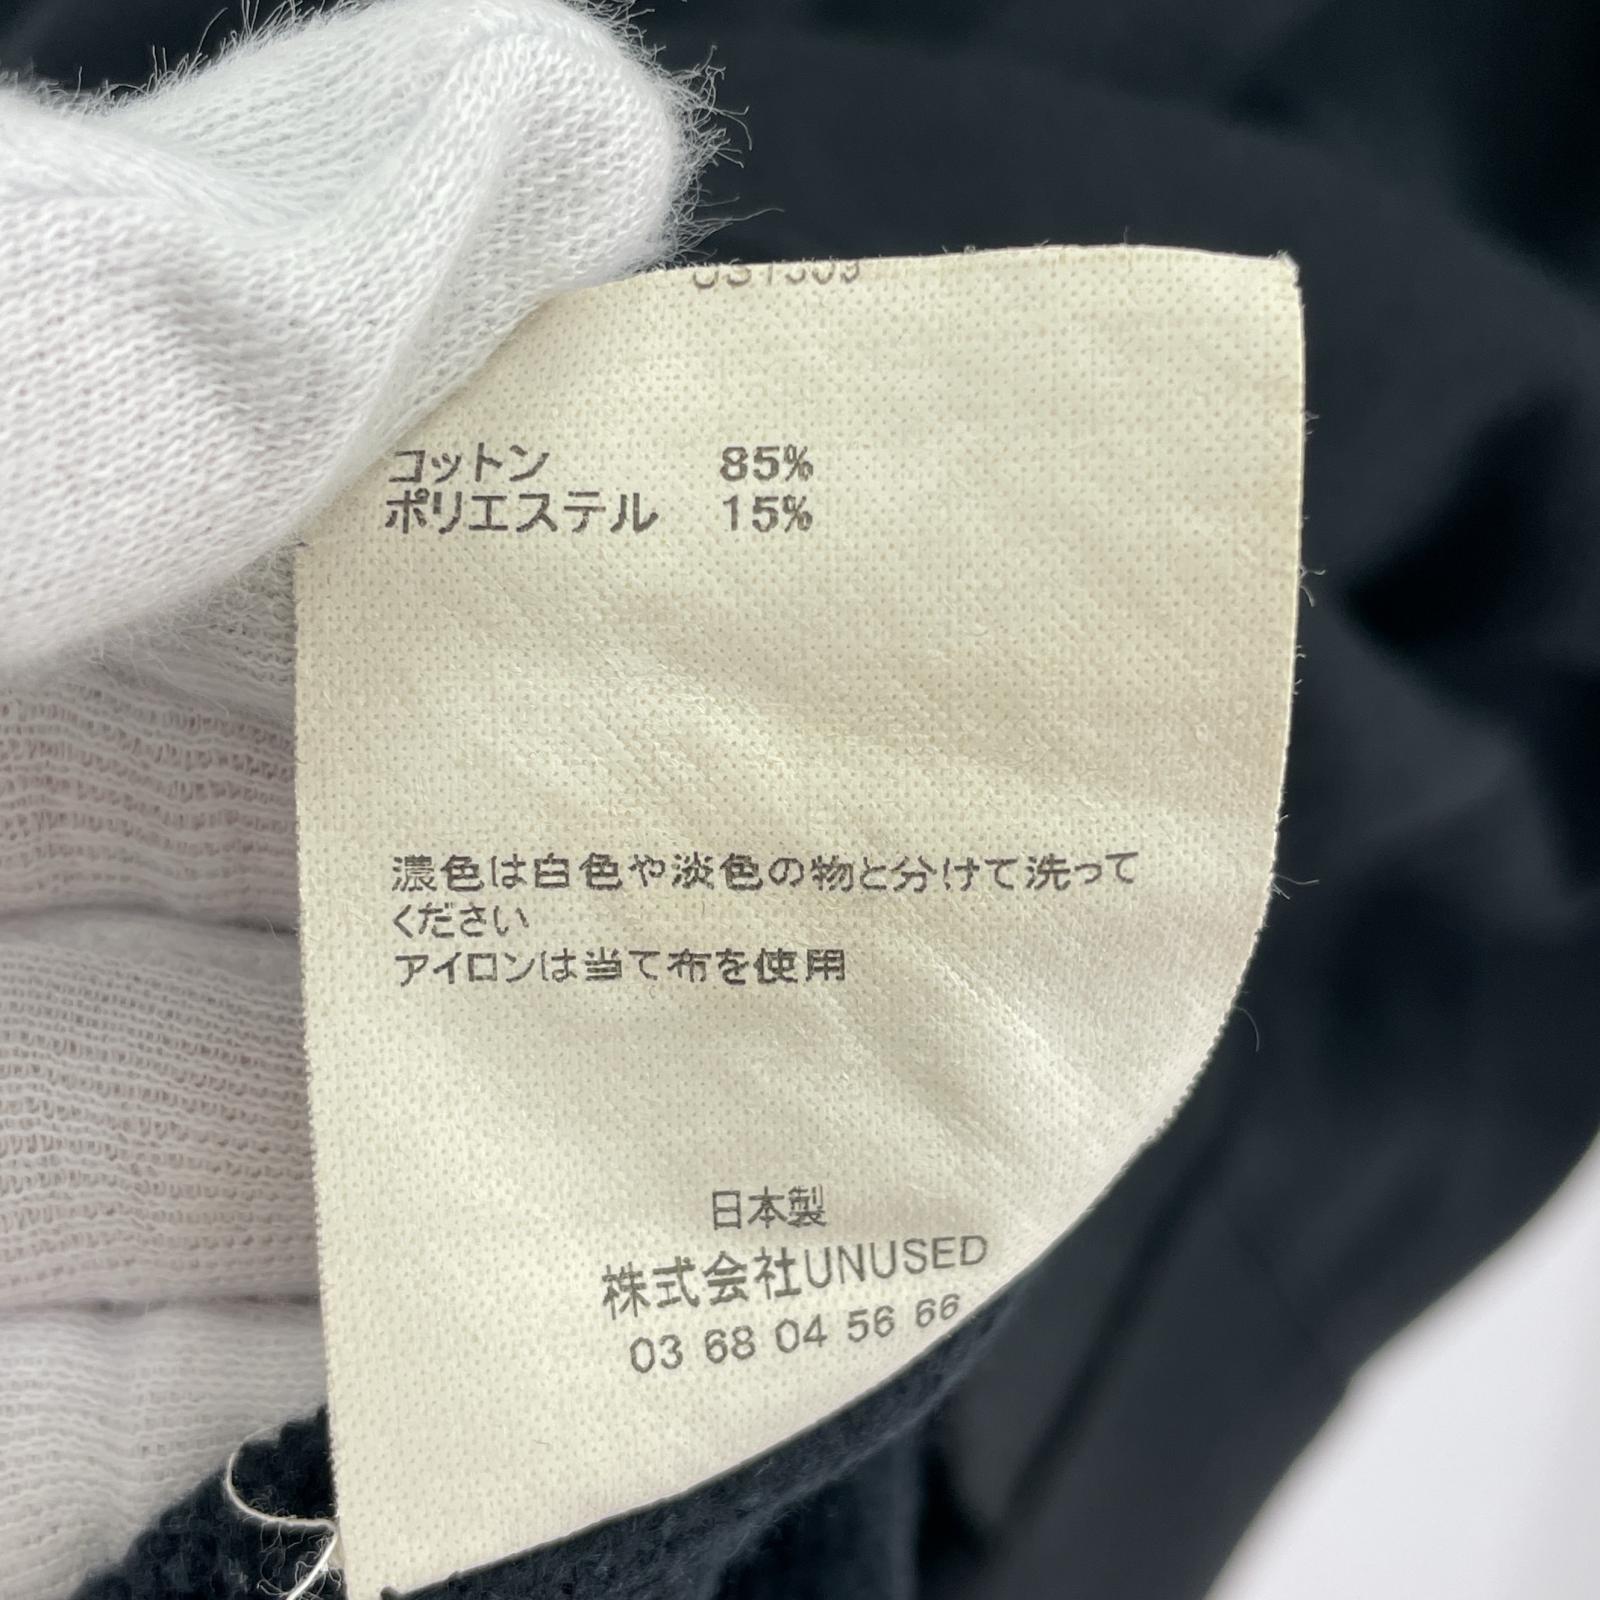 US1509
コットン 85%
ポリエステル 15%
濃色は白色や淡色の物と分けて洗って
ください
アイロンは当て布を使用
日本製
株式会社UNUSED
03 68 04 56 66